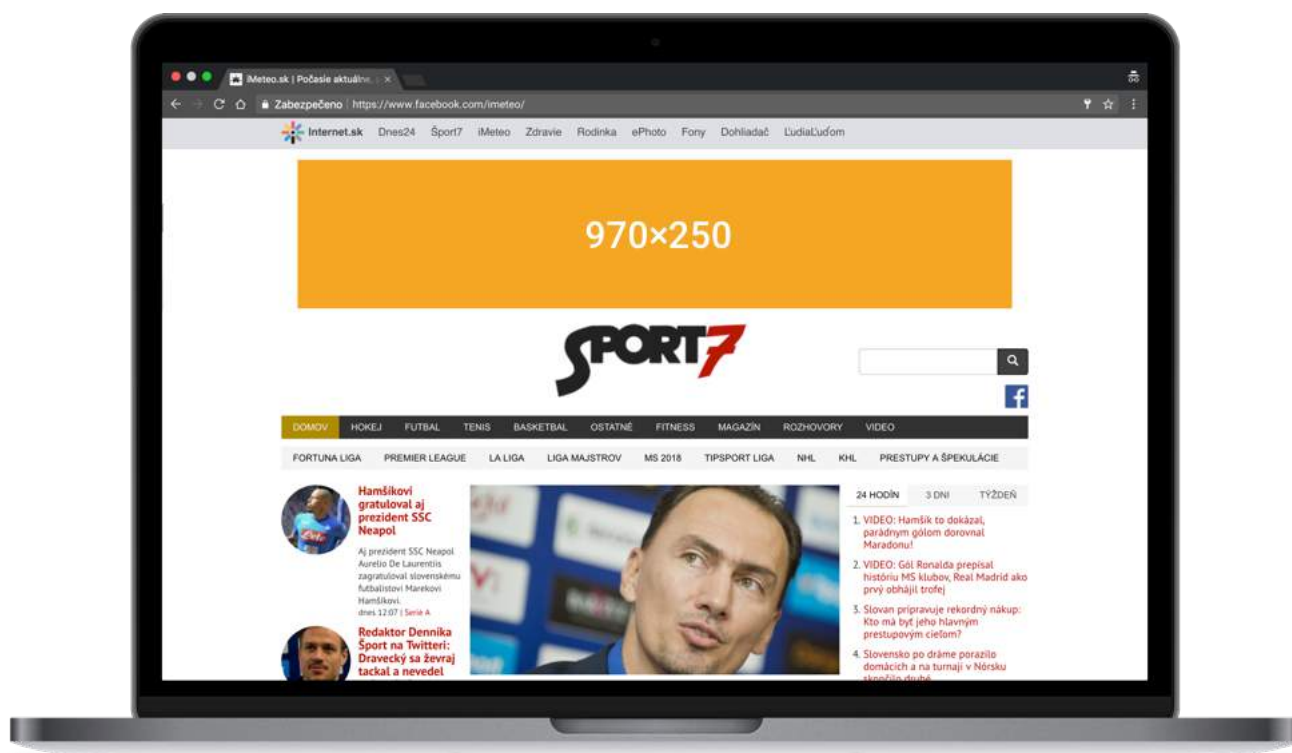 iMeteo.sk | Počasie aktuálne,
Zabezpečeno https://www.facebook.com/imeteo/
Internet.sk Dnes24 Šport7 iMeteo Zdravie Rodinka ePhoto Fony Dohliadač ĽudiaĽuďom
970×250
SPORT7
DOMOV HOKEJ FUTBAL TENIS BASKETBAL OSTATNÉ FITNESS MAGAZÍN ROZHOVORY VIDEO
FORTUNA LIGA PREMIER LEAGUE LA LIGA LIGA MAJSTROV MS 2018 TIPSPORT LIGA NHL KHL PRESTUPY A ŠPEKULÁCIE
Hamšíkovi
gratuloval aj
prezident SSC
Neapol
Aj prezident SSC Neapol
Aurelio De Laurentiis
zagratuloval slovenskému
futbalistovi Marekovi
Hamšíkovi.
dnes 12:07 | Serie A
Redaktor Denníka
Šport na Twitteri:
Dravecký sa ževraj
tackal a nevedel
24 HODÍN 3 DNI TÝŽDEŇ
1. VIDEO: Hamšík to dokázal,
parádnym gólom dorovnal
Maradonu!
2. VIDEO: Gól Ronalda prepísal
históriu MS klubov, Real Madrid ako
prvý obhájil trofej
3. Slovan pripravuje rekordný nákup:
Kto má byť jeho hlavným
prestupovým cieľom?
4. Slovensko po dráme porazilo
domácich a na turnaji v Nórsku
skončilo druhé